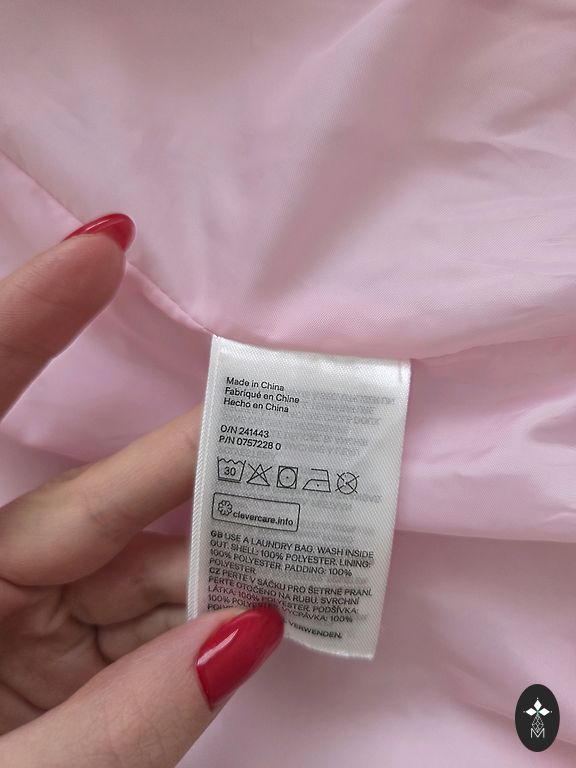 Made in China
Fabriqué en Chine
Hecho en China
O/N 241443
P/N 0757228 0
30
clevercare.info
GB USE A LAUNDRY BAG. WASH INSIDE
OUT. SHELL: 100% POLYESTER. LINING:
100% POLYESTER. PADDING: 100%
POLYESTER.
CZ PERTE V SÁČKU PRO ŠETRNÉ PRANÍ.
PERTE OTOČENO NA RUBU. SVRCHNÍ
LÁTKA: 100% POLYESTER. PODŠÍVKA:
100% POLYESTER. VÝCPÁVKA: 100%
VERWENDEN.
M